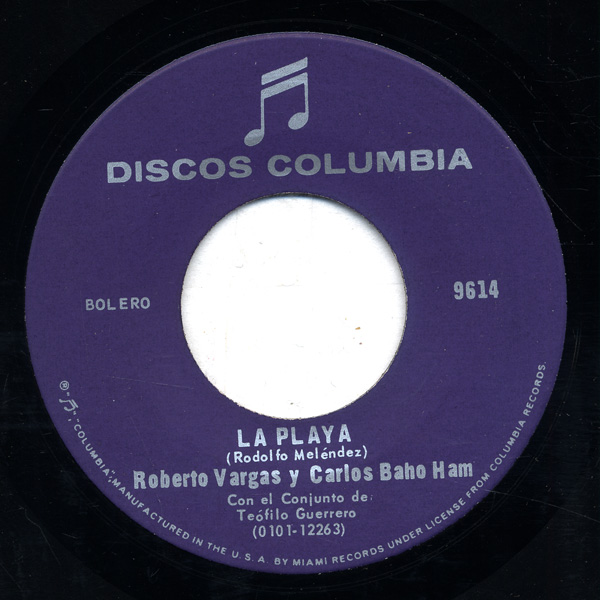 DISCOS COLUMBIA
BOLERO
9614
LA PLAYA
(Rodolfo Meléndez)
Roberto Vargas y Carlos Baho Ham
Con el Conjunto de:
Teófilo Guerrero
(0101-12263)
®-"COLUMBIA", MANUFACTURED IN THE U.S.A. BY MIAMI RECORDS UNDER LICENSE FROM COLUMBIA RECORDS.